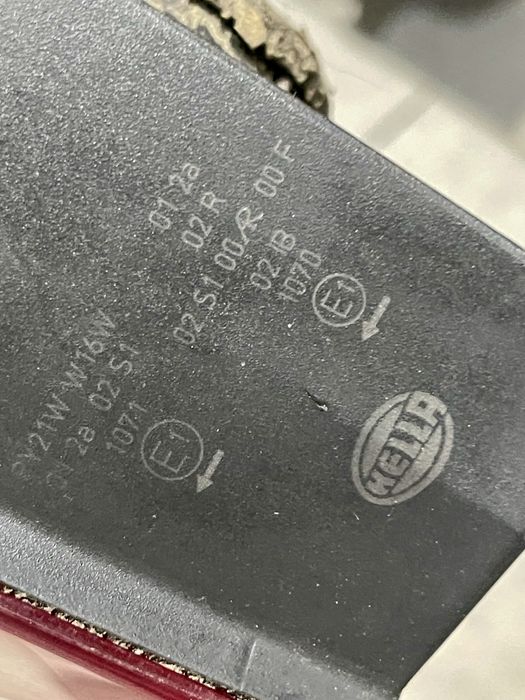 01 2a
02 R
02 S1 00 AR 00 F
02 IB
1070
E1
PY21W-W16W
2a 02 S1
1071
E1
HELLA